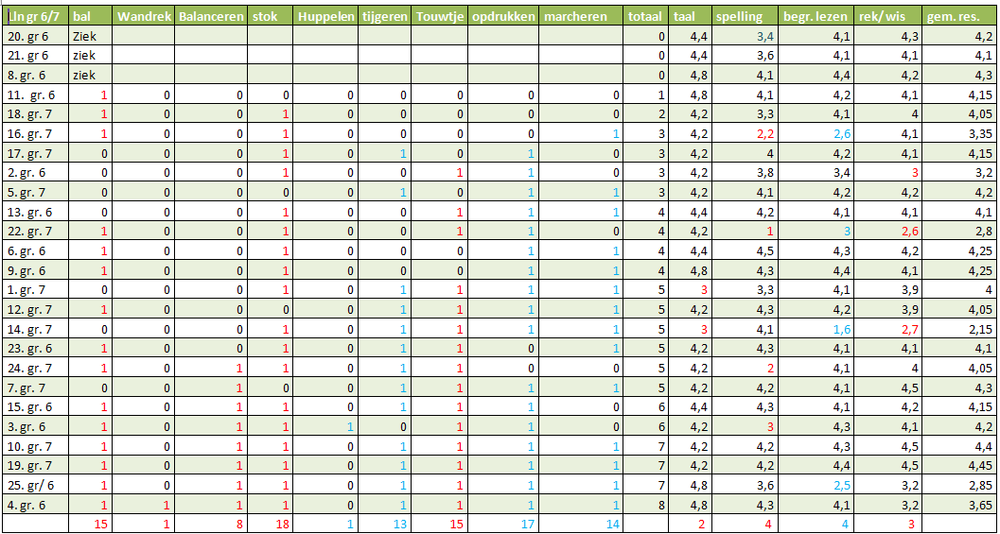 Lln gr 6/7 bal Wandrek Balanceren stok Huppelen tijgeren Touwtje opdrukken marcheren totaal taal spelling begr. lezen rek/ wis gem. res.
20. gr 6 Ziek 0 4,4 3,4 4,1 4,3 4,2
21. gr 6 ziek 0 4,4 3,6 4,1 4,1 4,1
8. gr. 6 ziek 0 4,8 4,1 4,4 4,2 4,3
11. gr. 6 1 0 0 0 0 0 0 0 0 1 4,8 4,1 4,2 4,1 4,15
18. gr. 7 1 0 0 1 0 0 0 0 0 2 4,2 3,3 4,1 4 4,05
16. gr. 7 1 0 0 1 0 0 0 0 1 3 4,2 2,2 2,6 4,1 3,35
17. gr. 7 0 0 0 1 0 1 0 1 0 3 4,2 4 4,2 4,1 4,15
2. gr. 6 0 0 0 1 0 0 1 1 0 3 4,2 3,8 3,4 3 3,2
5. gr. 7 0 0 0 0 0 1 0 1 1 3 4,2 4,1 4,2 4,2 4,2
13. gr. 6 0 0 0 1 0 0 1 1 1 4 4,4 4,2 4,1 4,1 4,1
22. gr. 7 1 0 0 1 0 0 1 1 0 4 4,2 1 3 2,6 2,8
6. gr. 6 1 0 0 1 0 0 0 1 1 4 4,4 4,5 4,3 4,2 4,25
9. gr. 6 1 0 0 1 0 0 0 1 1 4 4,8 4,3 4,4 4,1 4,25
1. gr. 7 0 0 0 1 0 1 1 1 1 5 3 3,3 4,1 3,9 4
12. gr. 7 1 0 0 0 0 1 1 1 1 5 4,2 4,3 4,2 3,9 4,05
14. gr. 7 0 0 0 1 0 1 1 1 1 5 3 4,1 1,6 2,7 2,15
23. gr. 6 1 0 0 1 0 1 1 0 1 5 4,2 4,3 4,1 4,1 4,1
24. gr. 7 1 0 1 1 0 1 1 0 0 5 4,2 2 4,1 4 4,05
7. gr. 7 0 0 1 0 0 1 1 1 1 5 4,2 4,2 4,1 4,5 4,3
15. gr. 6 1 0 1 1 0 1 1 1 0 6 4,4 4,3 4,1 4,2 4,15
3. gr. 6 1 0 1 1 1 0 1 1 0 6 4,2 3 4,3 4,1 4,2
10. gr. 7 1 0 1 1 0 1 1 1 1 7 4,2 4,2 4,3 4,5 4,4
19. gr. 7 1 0 1 1 0 1 1 1 1 7 4,2 4,2 4,4 4,5 4,45
25. gr/ 6 1 0 1 1 0 1 1 1 1 7 4,8 3,6 2,5 3,2 2,85
4. gr. 6 1 1 1 1 0 1 1 1 1 8 4,8 4,3 4,1 3,2 3,65
15 1 8 18 1 13 15 17 14 2 4 4 3